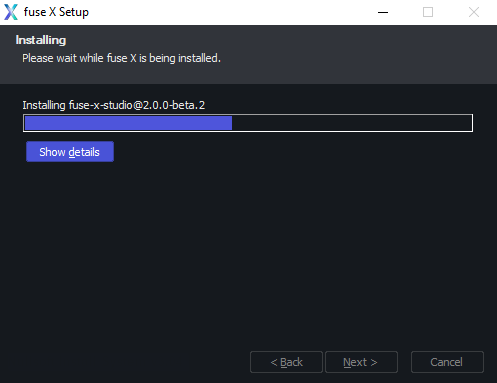 fuse X Setup
Installing
Please wait while fuse X is being installed.
Installing fuse-x-studio@2.0.0-beta.2
Show details
< Back
Next >
Cancel